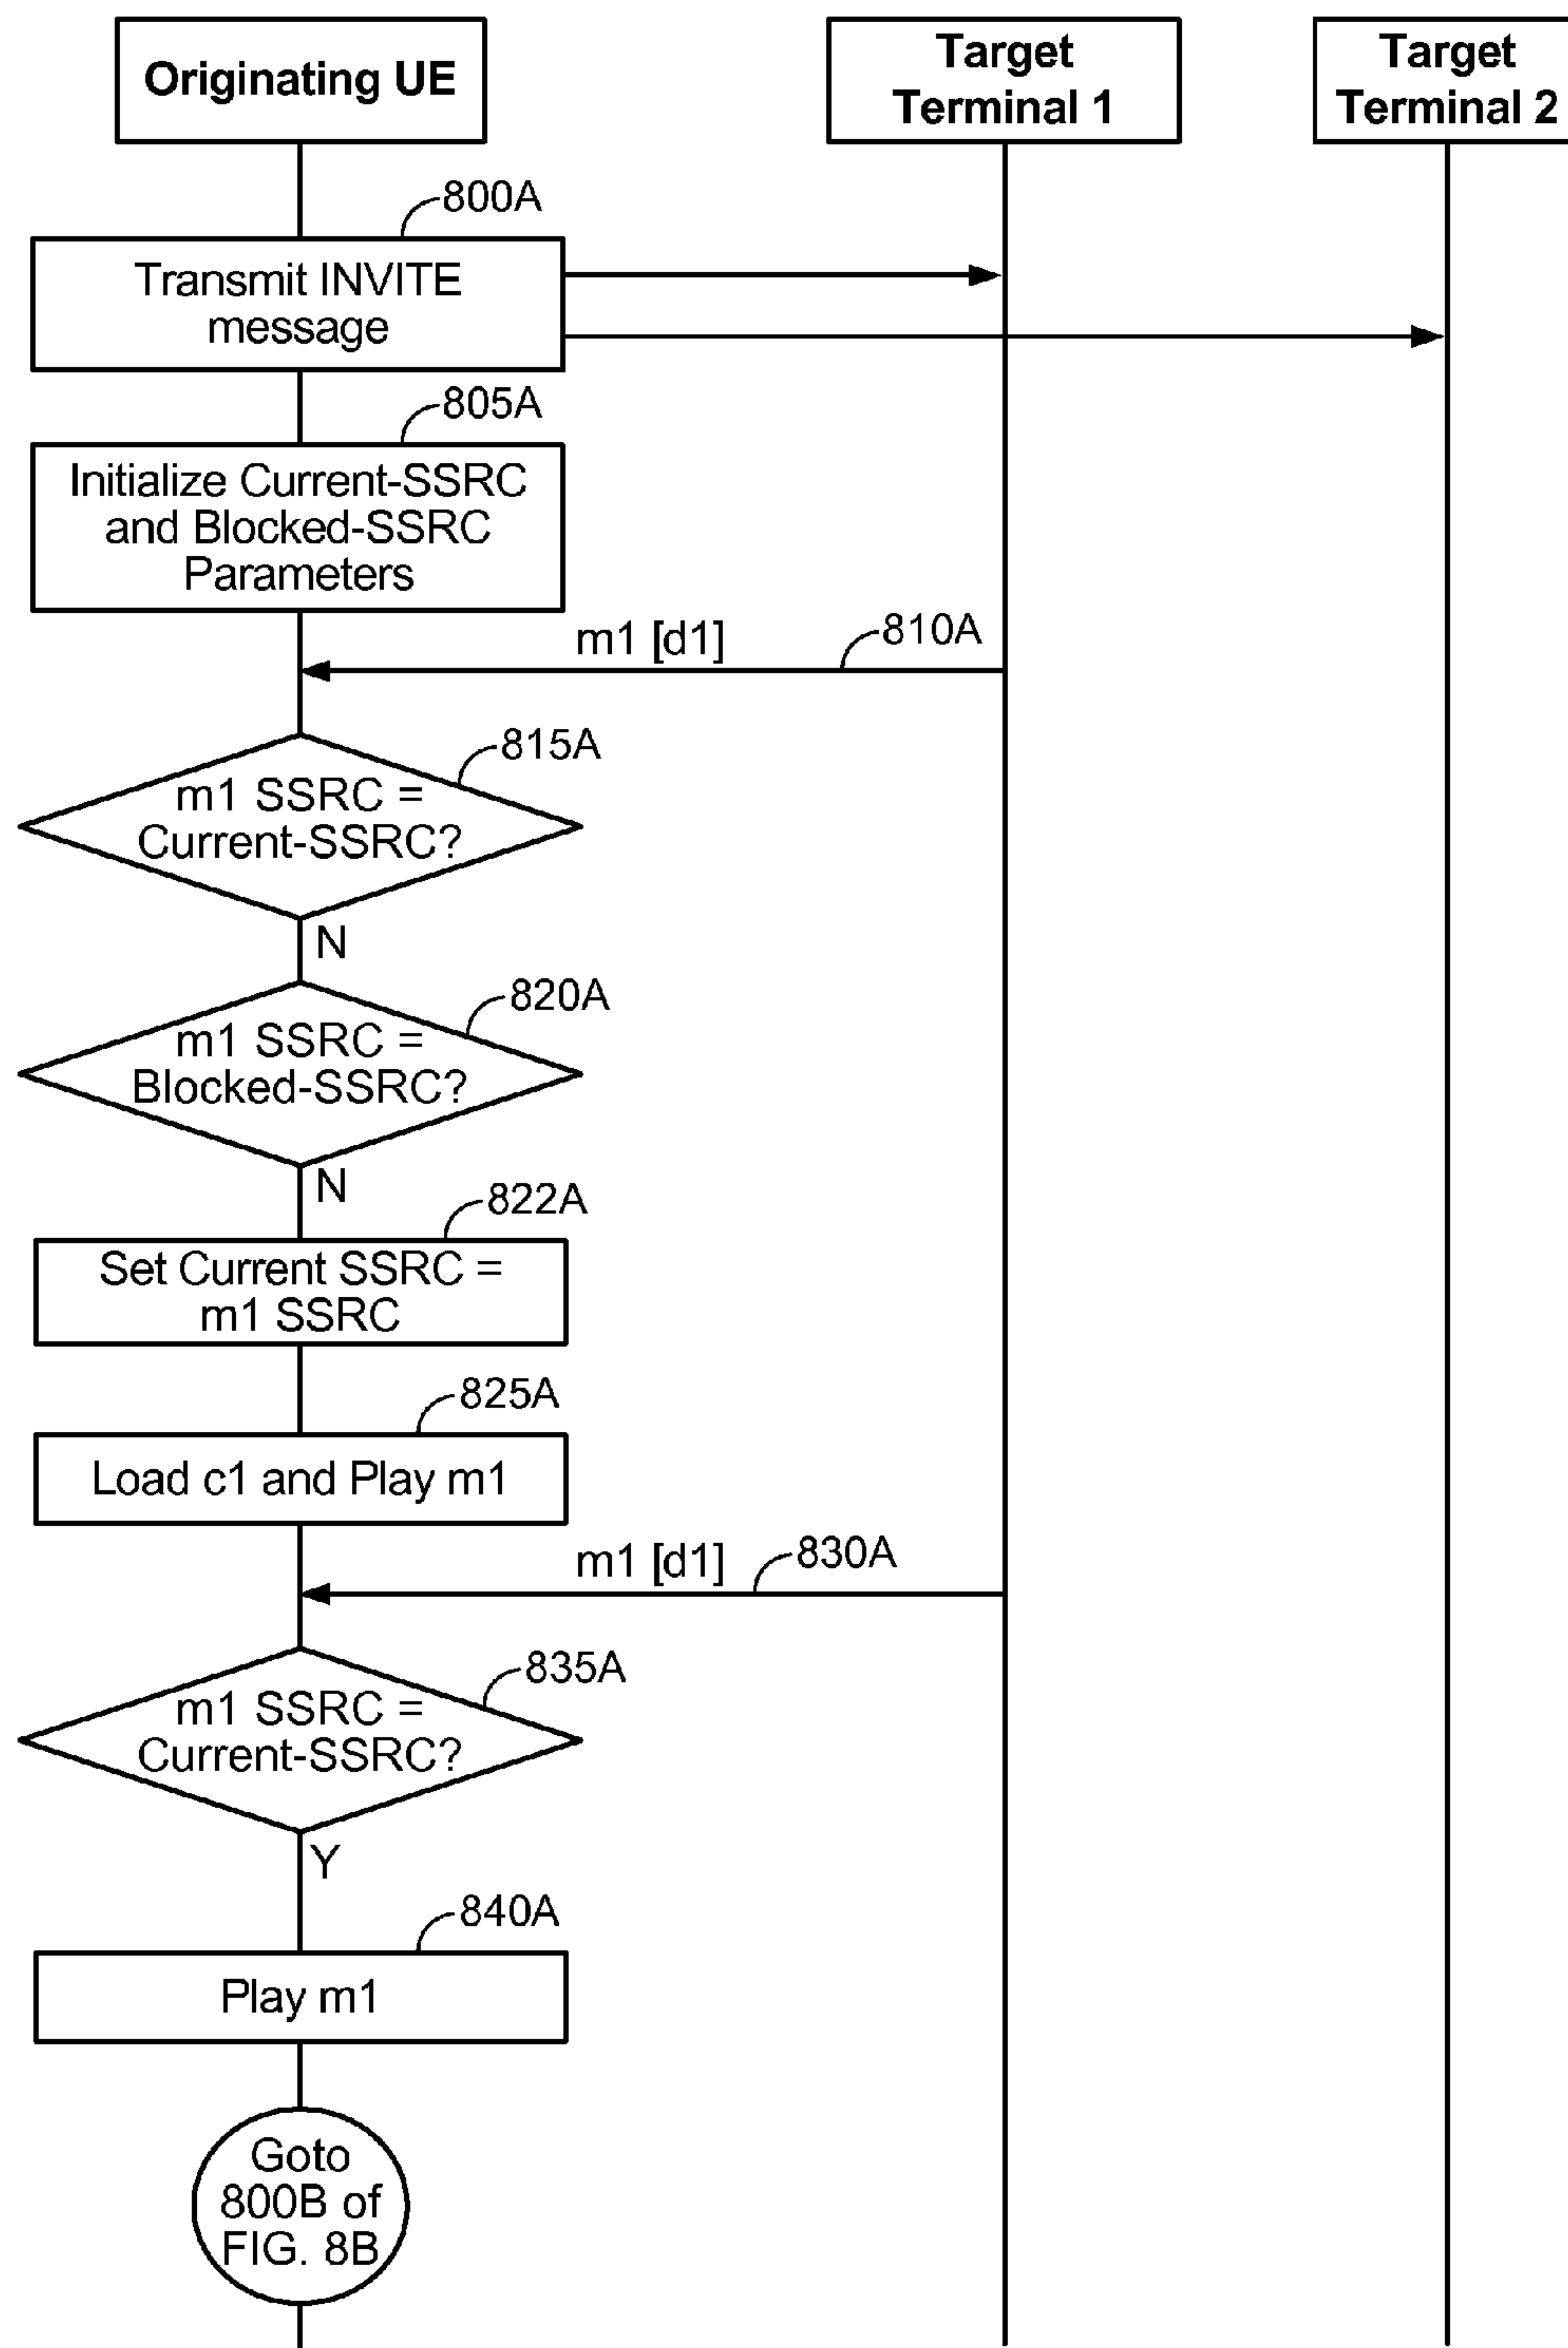 Originating UE
Target
Terminal 1
Target
Terminal 2
800A
Transmit INVITE
message
805A
Initialize Current-SSRC
and Blocked-SSRC
Parameters
m1 [d1]
810A
815A
m1 SSRC =
Current-SSRC?
N
820A
m1 SSRC =
Blocked-SSRC?
N
822A
Set Current SSRC =
m1 SSRC
825A
Load c1 and Play m1
m1 [d1]
830A
835A
m1 SSRC =
Current-SSRC?
Y
840A
Play m1
Goto
800B of
FIG. 8B